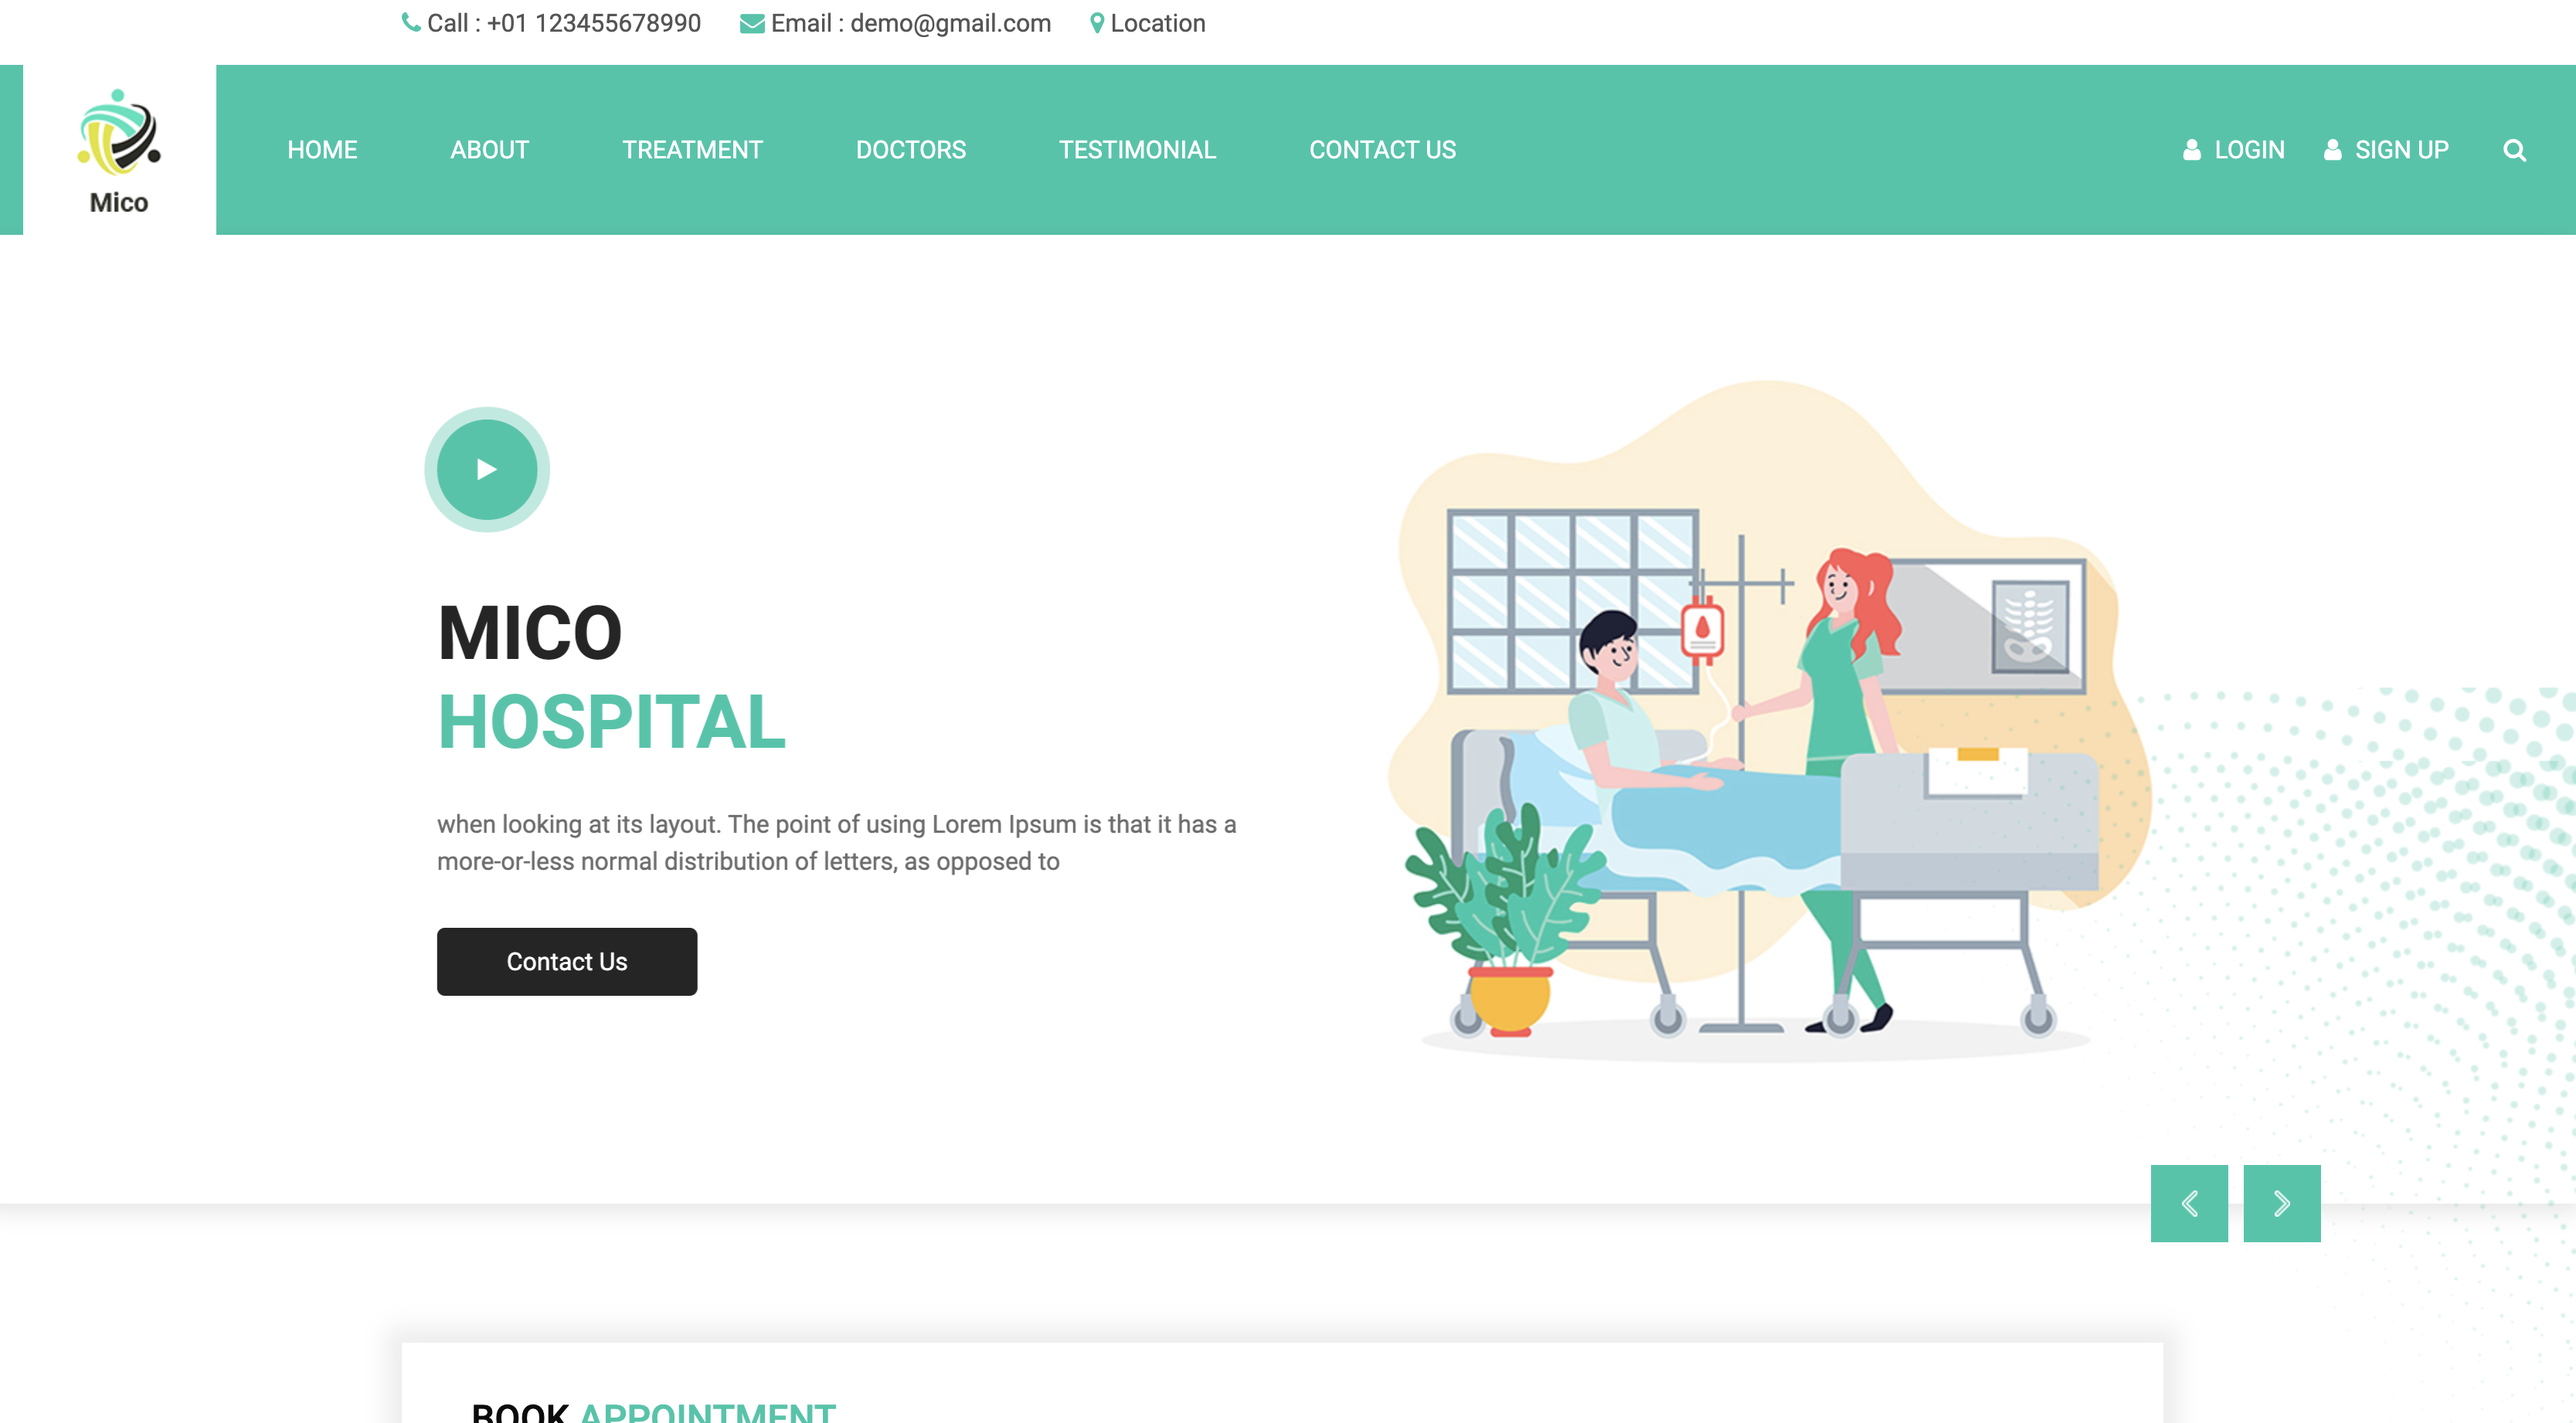 Call : +01 123455678990 Email : demo@gmail.com Location
Mico
HOME ABOUT TREATMENT DOCTORS TESTIMONIAL CONTACT US LOGIN SIGN UP
MICO
HOSPITAL
when looking at its layout. The point of using Lorem Ipsum is that it has a
more-or-less normal distribution of letters, as opposed to
Contact Us
BOOK APPOINTMENT